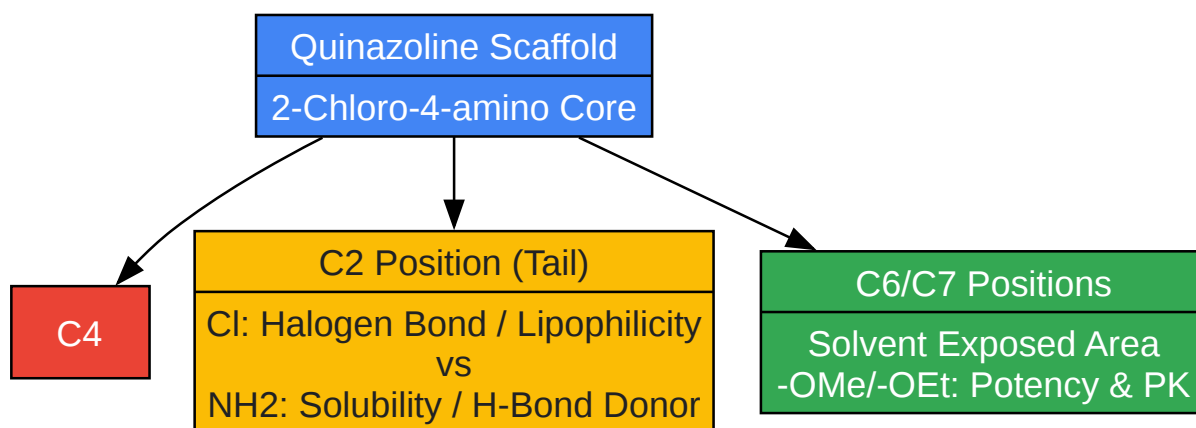 Quinazoline Scaffold
2-Chloro-4-amino Core
C4
C2 Position (Tail)
Cl: Halogen Bond / Lipophilicity
vs
NH2: Solubility / H-Bond Donor
C6/C7 Positions
Solvent Exposed Area
-OMe/-OEt: Potency & PK